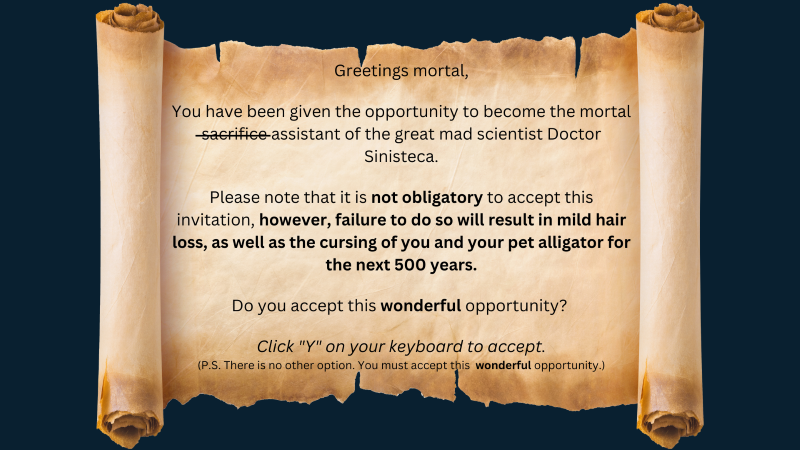 Greetings mortal,
You have been given the opportunity to become the mortal
sacrifice assistant of the great mad scientist Doctor
Sinisteca.
Please note that it is not obligatory to accept this
invitation, however, failure to do so will result in mild hair
loss, as well as the cursing of you and your pet alligator for
the next 500 years.
Do you accept this wonderful opportunity?
Click "Y" on your keyboard to accept.
(P.S. There is no other option. You must accept this wonderful opportunity.)